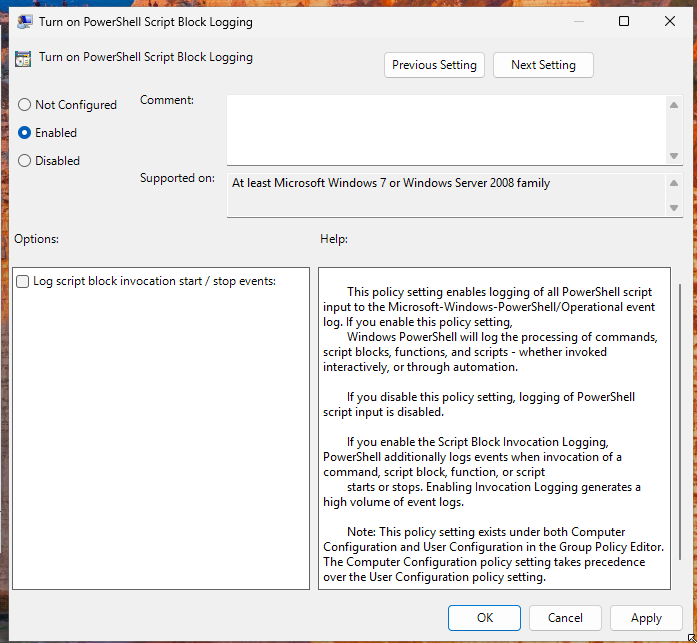 Turn on PowerShell Script Block Logging
Turn on PowerShell Script Block Logging
Previous Setting
Next Setting
Not Configured
Enabled
Disabled
Comment:
Supported on:
At least Microsoft Windows 7 or Windows Server 2008 family
Options:
Help:
Log script block invocation start / stop events:
This policy setting enables logging of all PowerShell script
input to the Microsoft-Windows-PowerShell/Operational event
log. If you enable this policy setting,
Windows PowerShell will log the processing of commands,
script blocks, functions, and scripts - whether invoked
interactively, or through automation.
If you disable this policy setting, logging of PowerShell
script input is disabled.
If you enable the Script Block Invocation Logging,
PowerShell additionally logs events when invocation of a
command, script block, function, or script
starts or stops. Enabling Invocation Logging generates a
high volume of event logs.
Note: This policy setting exists under both Computer
Configuration and User Configuration in the Group Policy Editor.
The Computer Configuration policy setting takes precedence
over the User Configuration policy setting.
OK
Cancel
Apply